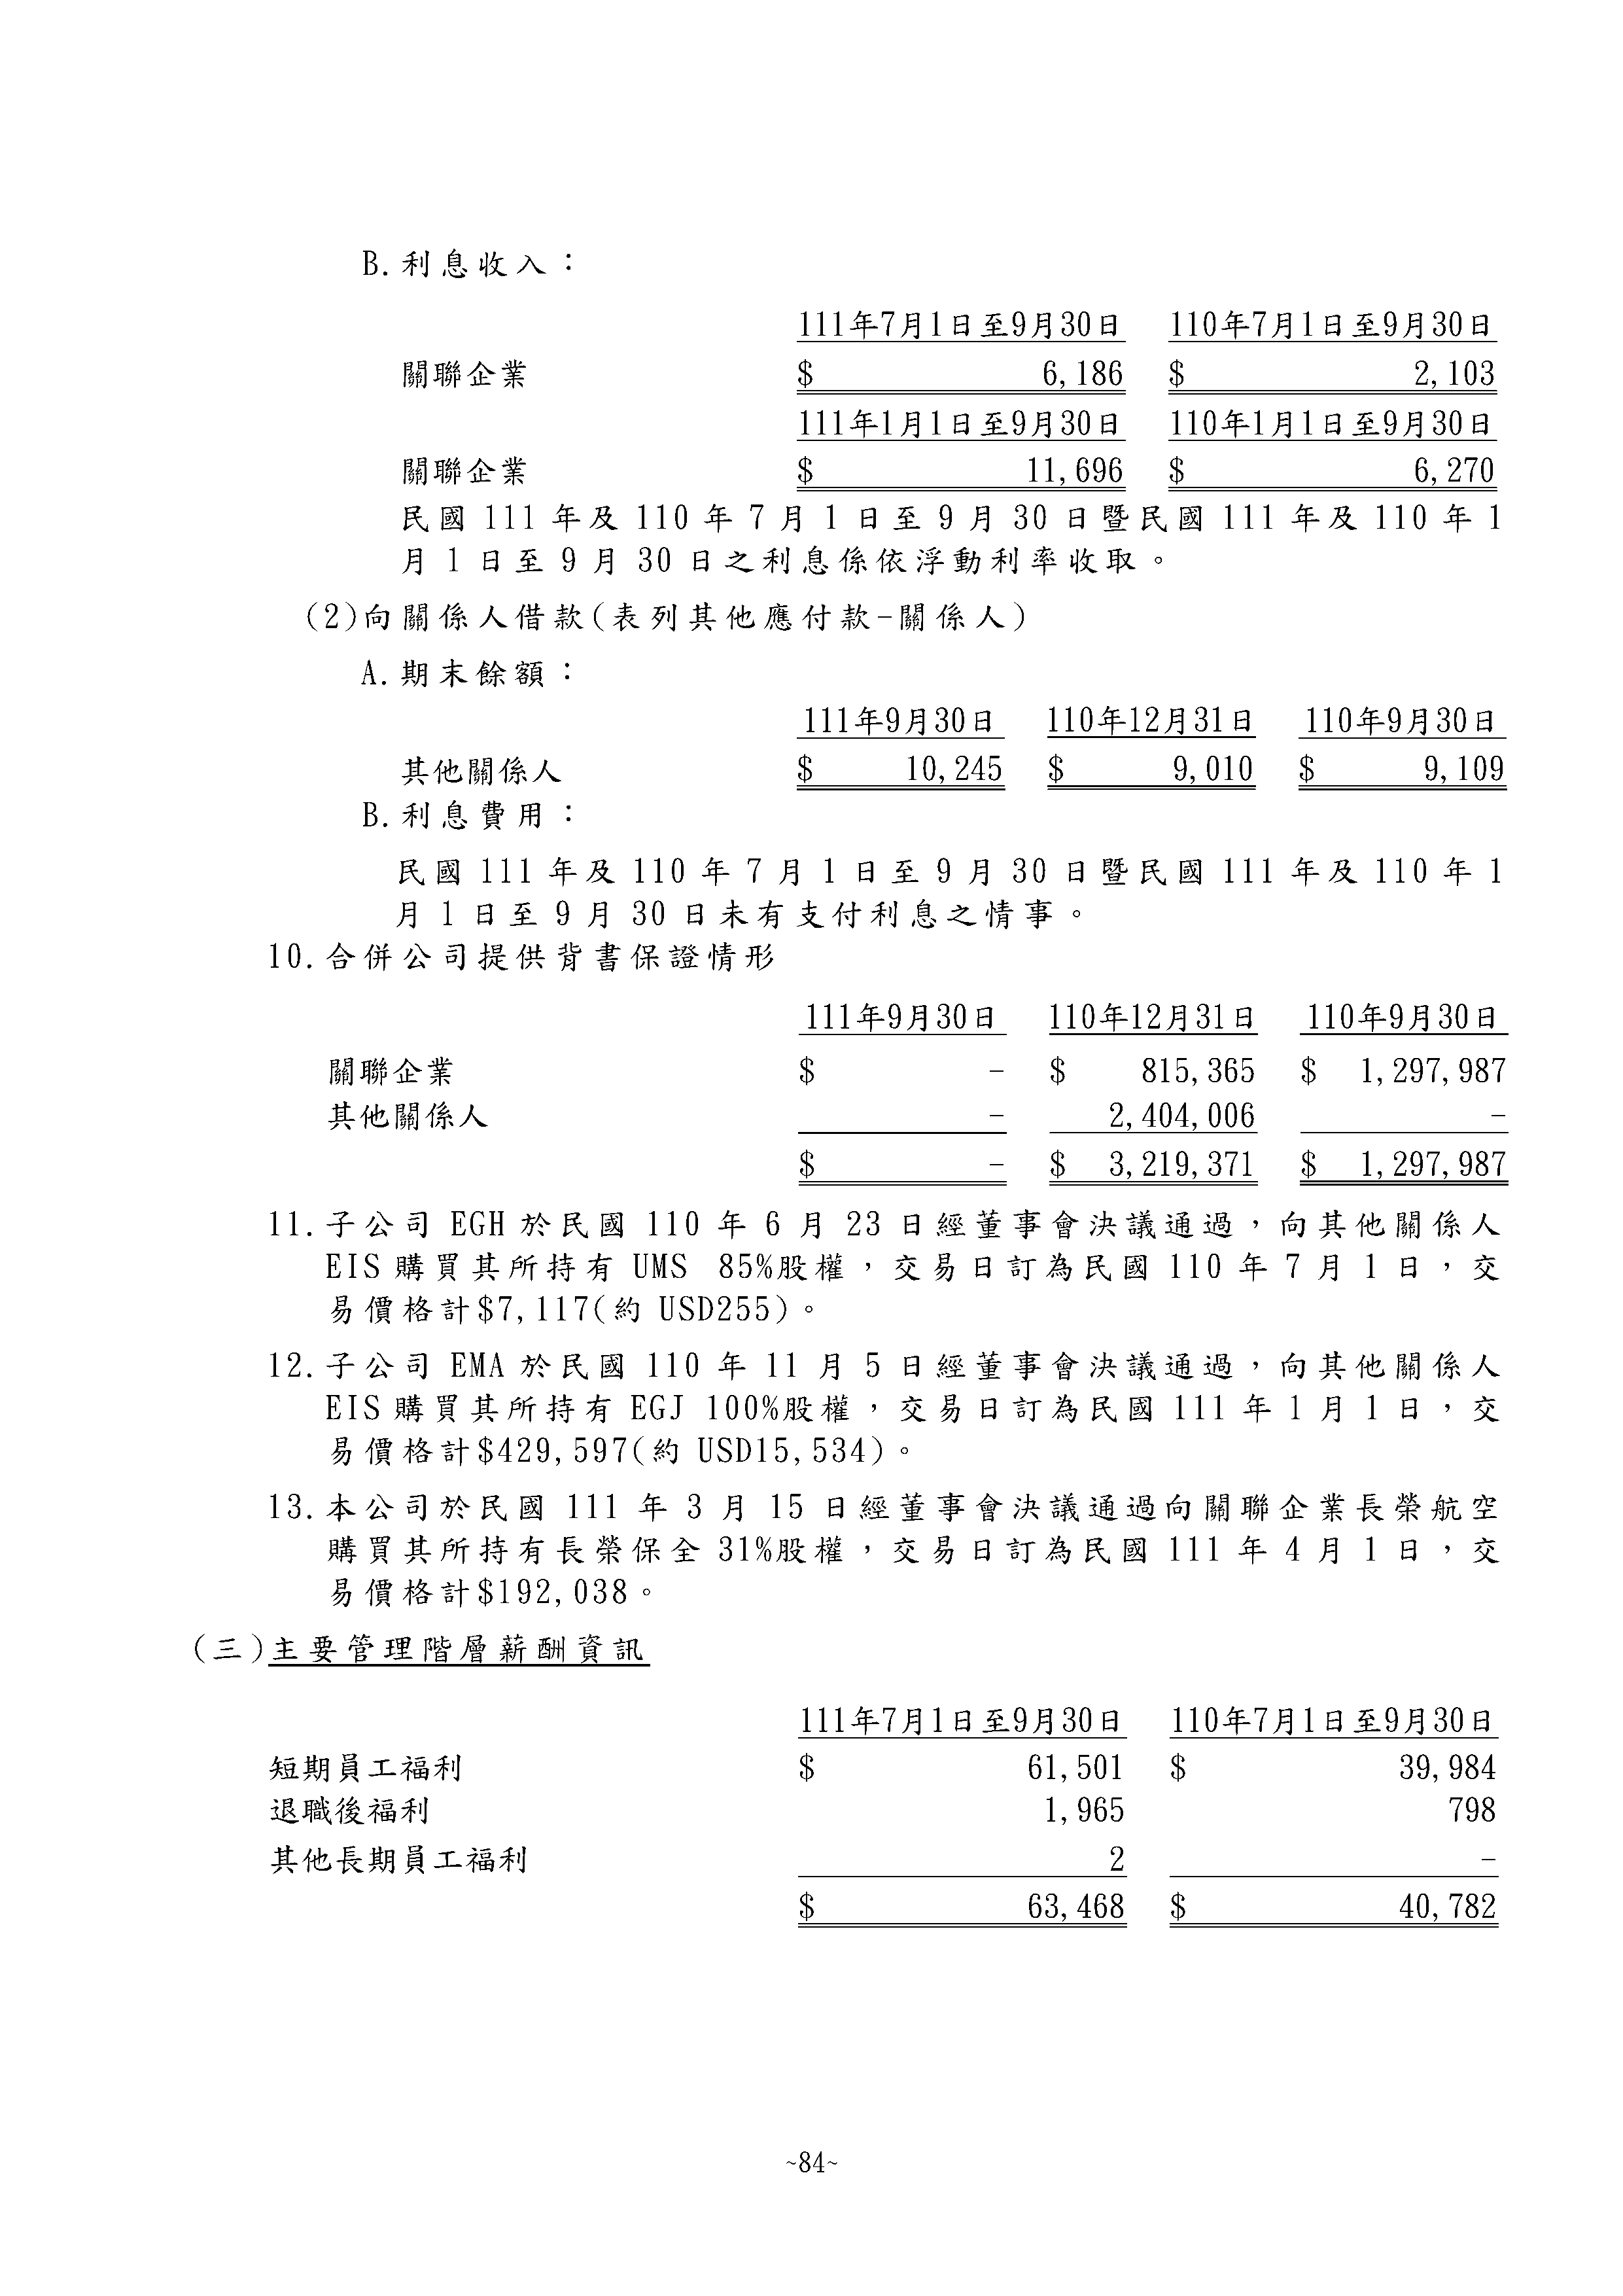 B.利息收入：
111年7月1日至9月30日 110年7月1日至9月30日
關聯企業 $ 6,186 $ 2,103
111年1月1日至9月30日 110年1月1日至9月30日
關聯企業 $ 11,696 $ 6,270
民國 111 年及 110 年 7 月 1 日至 9 月 30 日暨民國 111 年及 110 年 1
月 1 日至 9 月 30 日之利息係依浮動利率收取。
(2)向關係人借款(表列其他應付款-關係人)
A.期末餘額：
111年9月30日 110年12月31日 110年9月30日
其他關係人 $ 10,245 $ 9,010 $ 9,109
B.利息費用：
民國 111 年及 110 年 7 月 1 日至 9 月 30 日暨民國 111 年及 110 年 1
月 1 日至 9 月 30 日未有支付利息之情事。
10.合併公司提供背書保證情形
111年9月30日 110年12月31日 110年9月30日
關聯企業 $ - $ 815,365 $ 1,297,987
其他關係人 - 2,404,006 -
$ - $ 3,219,371 $ 1,297,987
11.子公司 EGH 於民國 110 年 6 月 23 日經董事會決議通過，向其他關係人
EIS 購買其所持有 UMS 85%股權，交易日訂為民國 110 年 7 月 1 日，交
易價格計$7,117(約 USD255)。
12.子公司 EMA 於民國 110 年 11 月 5 日經董事會決議通過，向其他關係人
EIS 購買其所持有 EGJ 100%股權，交易日訂為民國 111 年 1 月 1 日，交
易價格計$429,597(約 USD15,534)。
13.本公司於民國 111 年 3 月 15 日經董事會決議通過向關聯企業長榮航空
購買其所持有長榮保全 31%股權，交易日訂為民國 111 年 4 月 1 日，交
易價格計$192,038。
(三)主要管理階層薪酬資訊
111年7月1日至9月30日 110年7月1日至9月30日
短期員工福利 $ 61,501 $ 39,984
退職後福利 1,965 798
其他長期員工福利 2 -
$ 63,468 $ 40,782
~84~